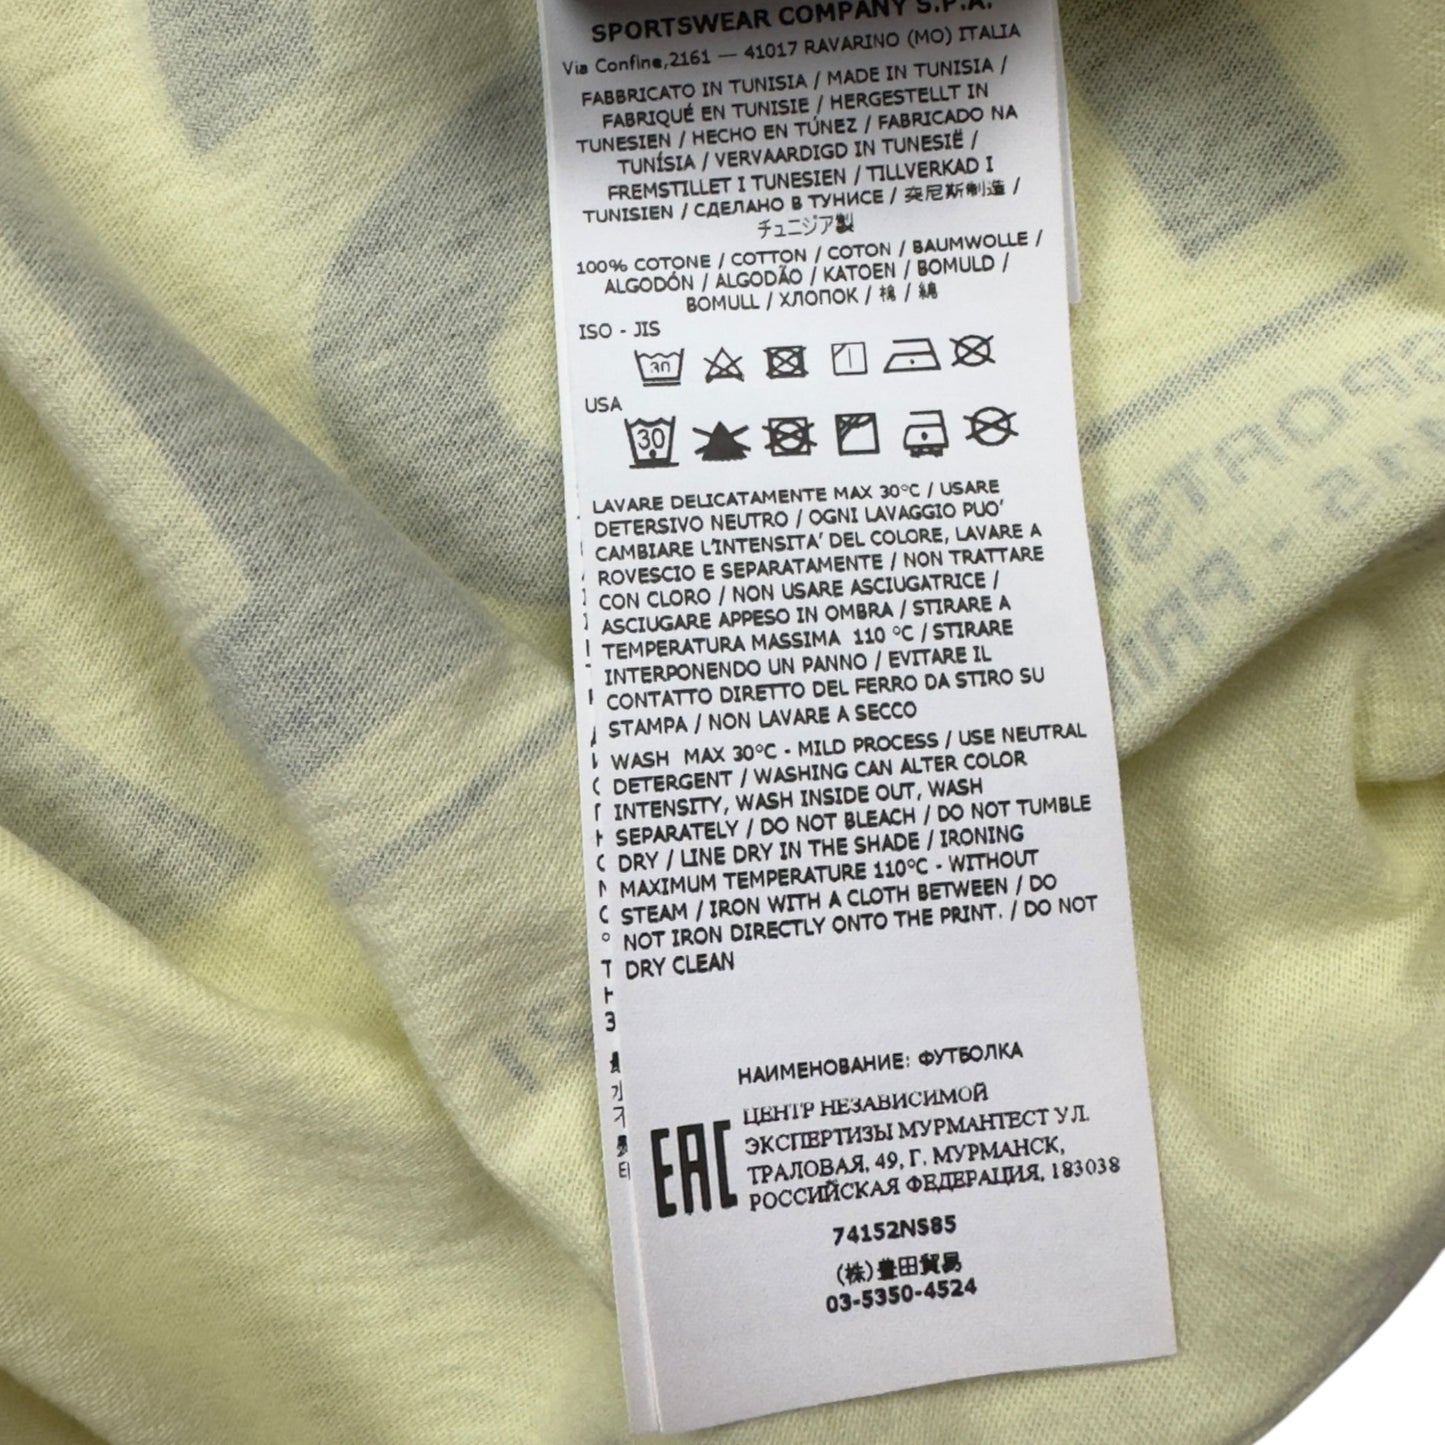 SPORTSWEAR COMPANY S.P.A.
Via Confine,2161 — 41017 RAVARINO (MO) ITALIA
FABBRICATO IN TUNISIA / MADE IN TUNISIA /
FABRIQUÉ EN TUNISIE / HERGESTELLT IN
TUNESIEN / HECHO EN TÚNEZ / FABRICADO NA
TUNÍSIA / VERVAARDIGD IN TUNESIË /
FREMSTILLET I TUNESIEN / TILLVERKAD I
TUNISIEN / СДЕЛАНО В ТУНИСЕ / 突尼斯制造 /
チュニジア製
100% COTONE / COTTON / COTON / BAUMWOLLE /
ALGODÓN / ALGODÃO / KATOEN / BOMULD /
BOMULL / ХЛОПОК / 棉 / 綿
ISO - JIS
30
USA
30
LAVARE DELICATAMENTE MAX 30°C / USARE
DETERSIVO NEUTRO / OGNI LAVAGGIO PUO'
CAMBIARE L'INTENSITA' DEL COLORE, LAVARE A
ROVESCIO E SEPARATAMENTE / NON TRATTARE
CON CLORO / NON USARE ASCIUGATRICE /
ASCIUGARE APPESO IN OMBRA / STIRARE A
TEMPERATURA MASSIMA 110 °C / STIRARE
INTERPONENDO UN PANNO / EVITARE IL
CONTATTO DIRETTO DEL FERRO DA STIRO SU
STAMPA / NON LAVARE A SECCO
WASH MAX 30°C - MILD PROCESS / USE NEUTRAL
DETERGENT / WASHING CAN ALTER COLOR
INTENSITY, WASH INSIDE OUT, WASH
SEPARATELY / DO NOT BLEACH / DO NOT TUMBLE
DRY / LINE DRY IN THE SHADE / IRONING
MAXIMUM TEMPERATURE 110°C - WITHOUT
STEAM / IRON WITH A CLOTH BETWEEN / DO
NOT IRON DIRECTLY ONTO THE PRINT. / DO NOT
DRY CLEAN
НАИМЕНОВАНИЕ: ФУТБОЛКА
EAC
ЦЕНТР НЕЗАВИСИМОЙ
ЭКСПЕРТИЗЫ МУРМАНТЕСТ УЛ.
ТРАЛОВАЯ, 49, Г. МУРМАНСК,
РОССИЙСКАЯ ФЕДЕРАЦИЯ, 183038
74152NS85
(株)豊田貿易
03-5350-4524